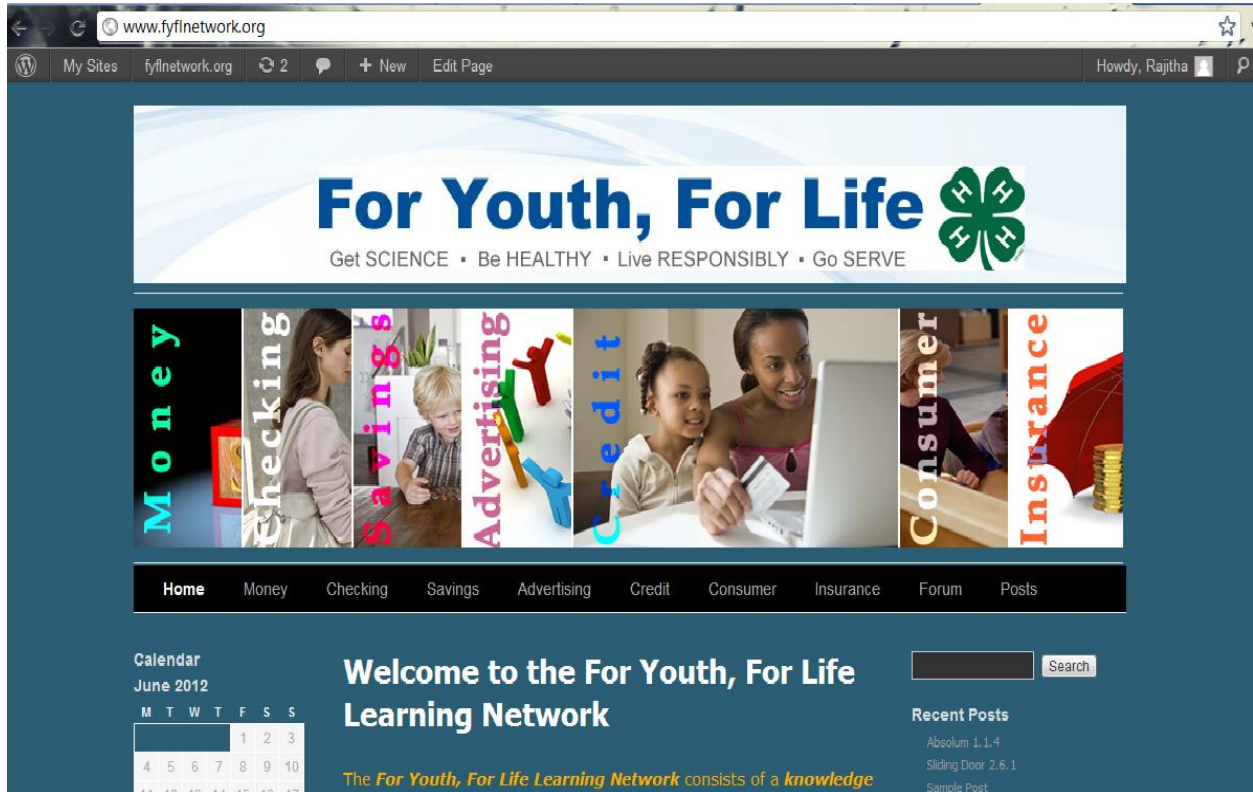 www.fyflnetwork.org
My Sites fyflnetwork.org 2 + New Edit Page Howdy, Rajitha
For Youth, For Life
H H H H
Get SCIENCE ▪ Be HEALTHY ▪ Live RESPONSIBLY ▪ Go SERVE
Money
Checking
Savings
Advertising
Credit
Consumer
Insurance
Home Money Checking Savings Advertising Credit Consumer Insurance Forum Posts
Calendar
June 2012
M T W T F S S
1 2 3
4 5 6 7 8 9 10
Welcome to the For Youth, For Life
Learning Network
The For Youth, For Life Learning Network consists of a knowledge
Search
Recent Posts
Absolum 1.1.4
Sliding Door 2.6.1
Sample Post